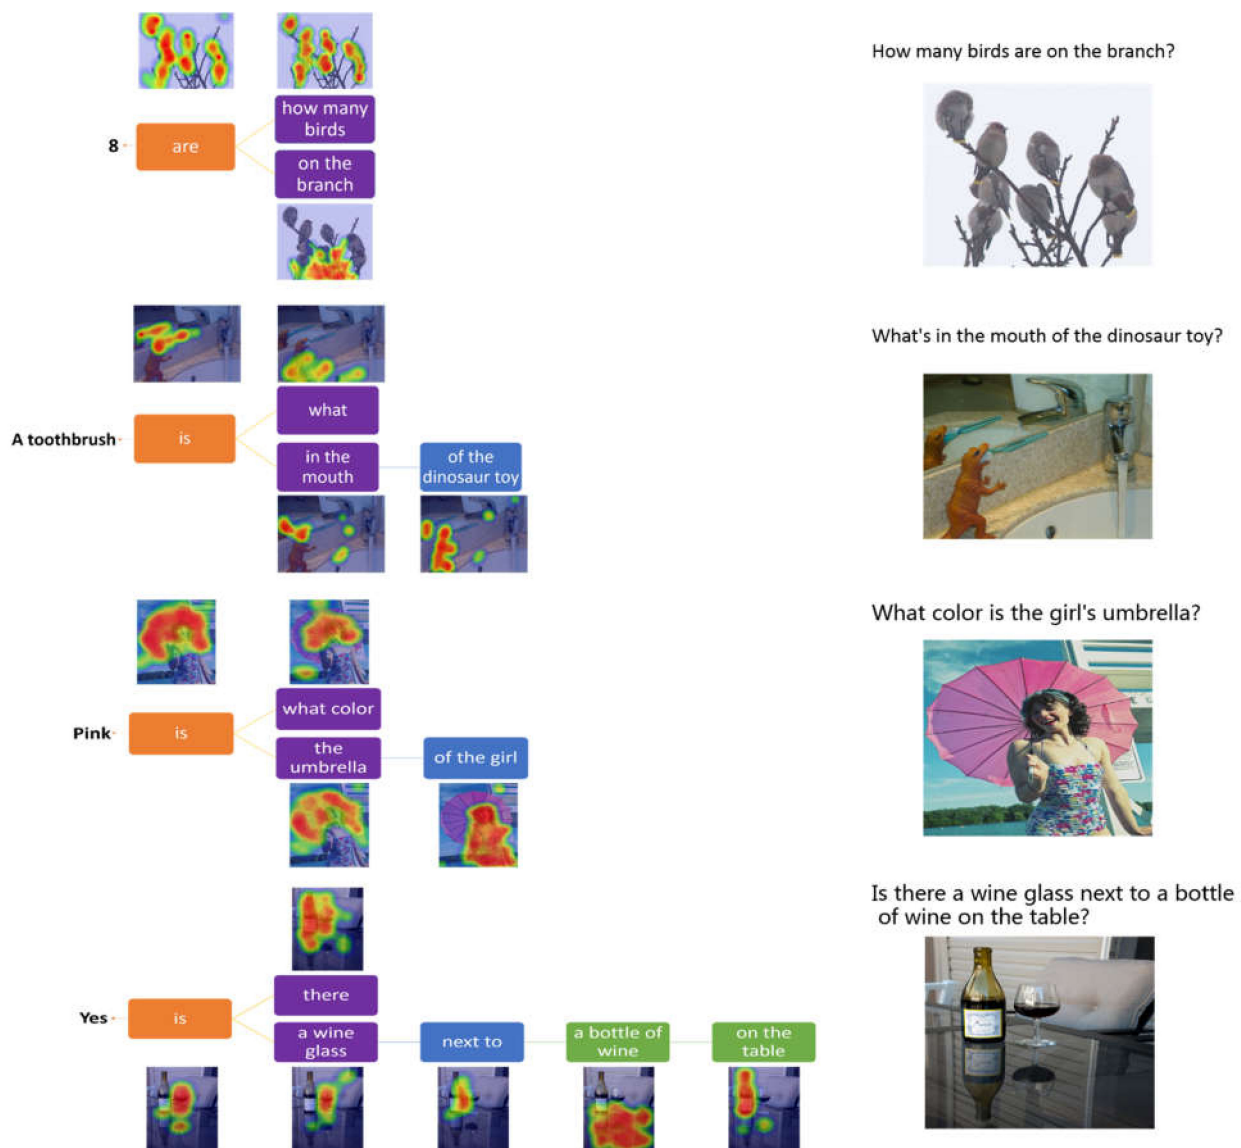 How many birds are on the branch?
8
are
how many
birds
on the
branch
What's in the mouth of the dinosaur toy?
A toothbrush
is
what
in the
mouth
of the
dinosaur toy
What color is the girl's umbrella?
Pink
is
what color
the
umbrella
of the girl
Is there a wine glass next to a bottle
of wine on the table?
Yes
is
there
a wine
glass
next to
a bottle of
wine
on the
table